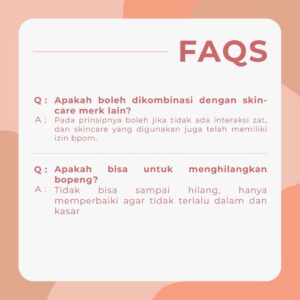 FAQS
Q : Apakah boleh dikombinasi dengan skin-
care merk lain?
A : Pada prinsipnya boleh jika tidak ada interaksi zat,
dan skincare yang digunakan juga telah memiliki
izin bpom.
Q : Apakah bisa untuk menghilangkan
bopeng?
A : Tidak bisa sampai hilang, hanya
memperbaiki agar tidak terlalu dalam dan
kasar